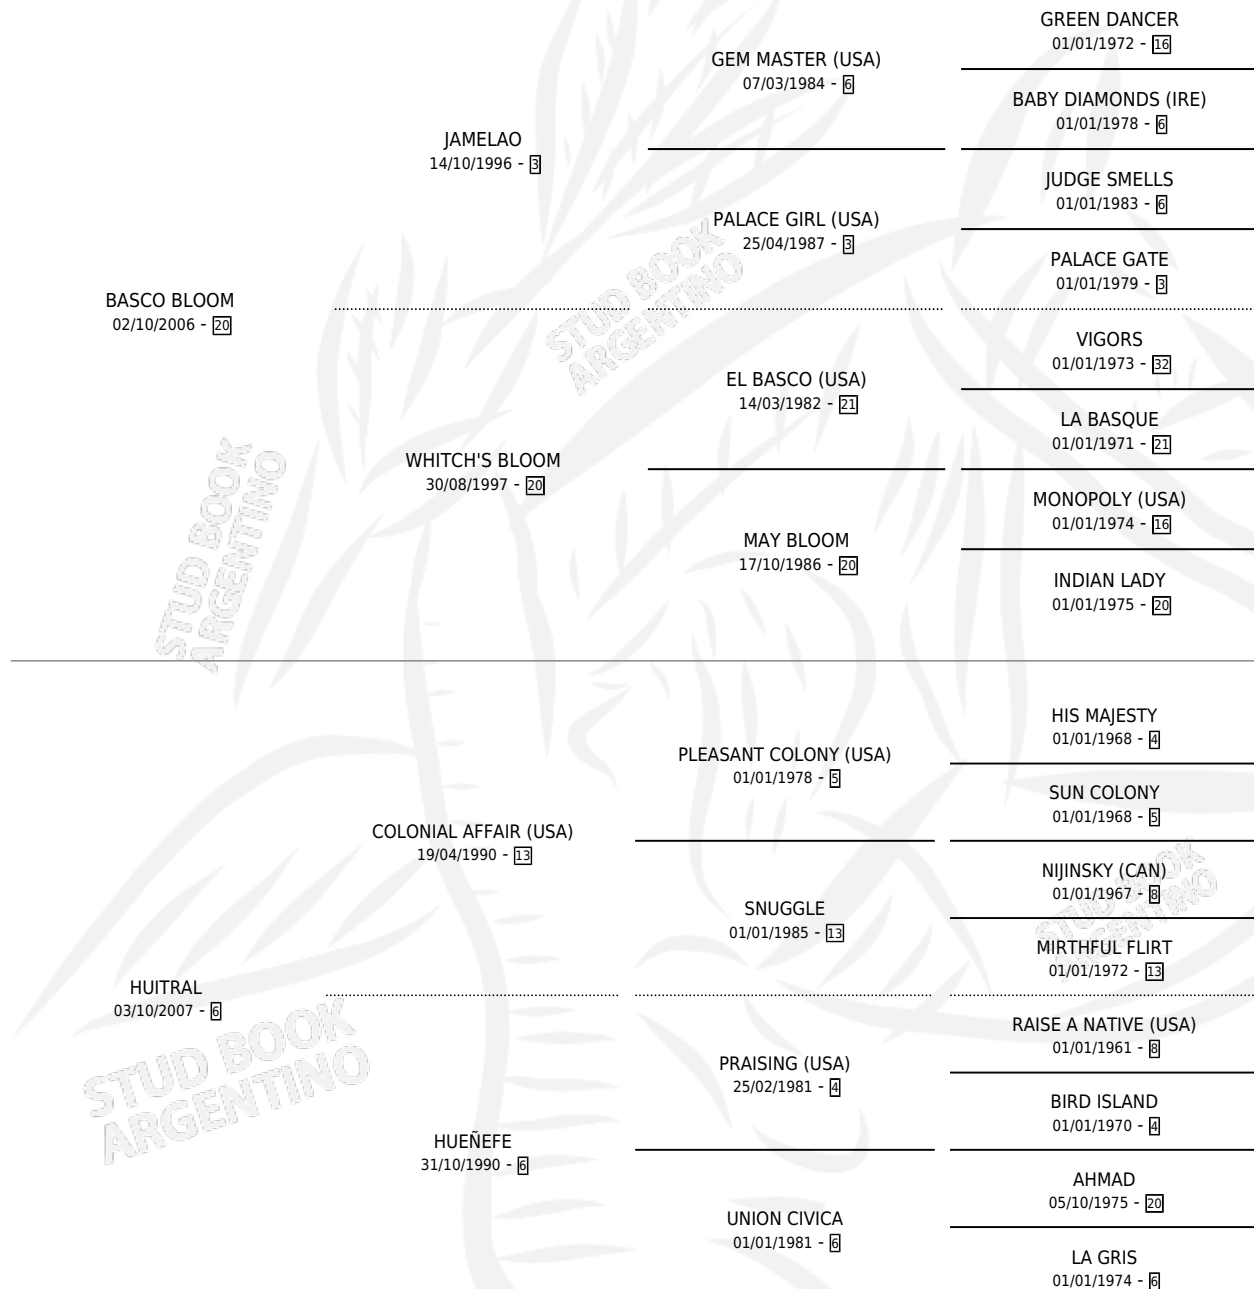 GREEN DANCER
01/01/1972 - 16
GEM MASTER (USA)
07/03/1984 - 6
BABY DIAMONDS (IRE)
01/01/1978 - 6
JAMELAO
14/10/1996 - 3
JUDGE SMELLS
01/01/1983 - 6
PALACE GIRL (USA)
25/04/1987 - 3
PALACE GATE
01/01/1979 - 3
BASCO BLOOM
02/10/2006 - 20
VIGORS
01/01/1973 - 32
EL BASCO (USA)
14/03/1982 - 21
LA BASQUE
01/01/1971 - 21
WHITCH'S BLOOM
30/08/1997 - 20
MONOPOLY (USA)
01/01/1974 - 16
MAY BLOOM
17/10/1986 - 20
INDIAN LADY
01/01/1975 - 20
HIS MAJESTY
01/01/1968 - 4
PLEASANT COLONY (USA)
01/01/1978 - 5
SUN COLONY
01/01/1968 - 5
COLONIAL AFFAIR (USA)
19/04/1990 - 13
NIJINSKY (CAN)
01/01/1967 - 8
SNUGGLE
01/01/1985 - 13
MIRTHFUL FLIRT
01/01/1972 - 13
HUITRAL
03/10/2007 - 6
RAISE A NATIVE (USA)
01/01/1961 - 8
PRAISING (USA)
25/02/1981 - 4
BIRD ISLAND
01/01/1970 - 4
HUEÑEFE
31/10/1990 - 6
AHMAD
05/10/1975 - 20
UNION CIVICA
01/01/1981 - 6
LA GRIS
01/01/1974 - 6
STUD BOOK
ARGENTINO
STUD BOOK
ARGENTINO
STUD BOOK
ARGENTINO
STUD BOOK
ARGENTINO